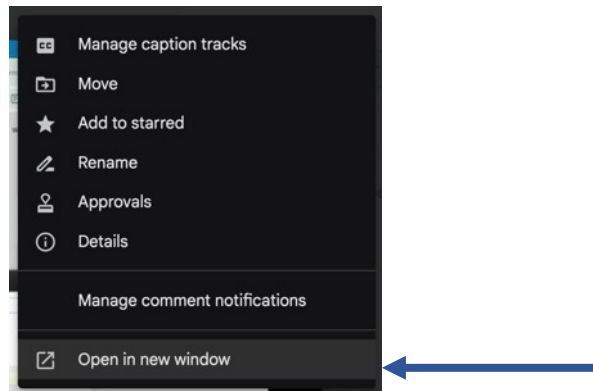 Manage caption tracks
Move
Add to starred
Rename
Approvals
Details
Manage comment notifications
Open in new window